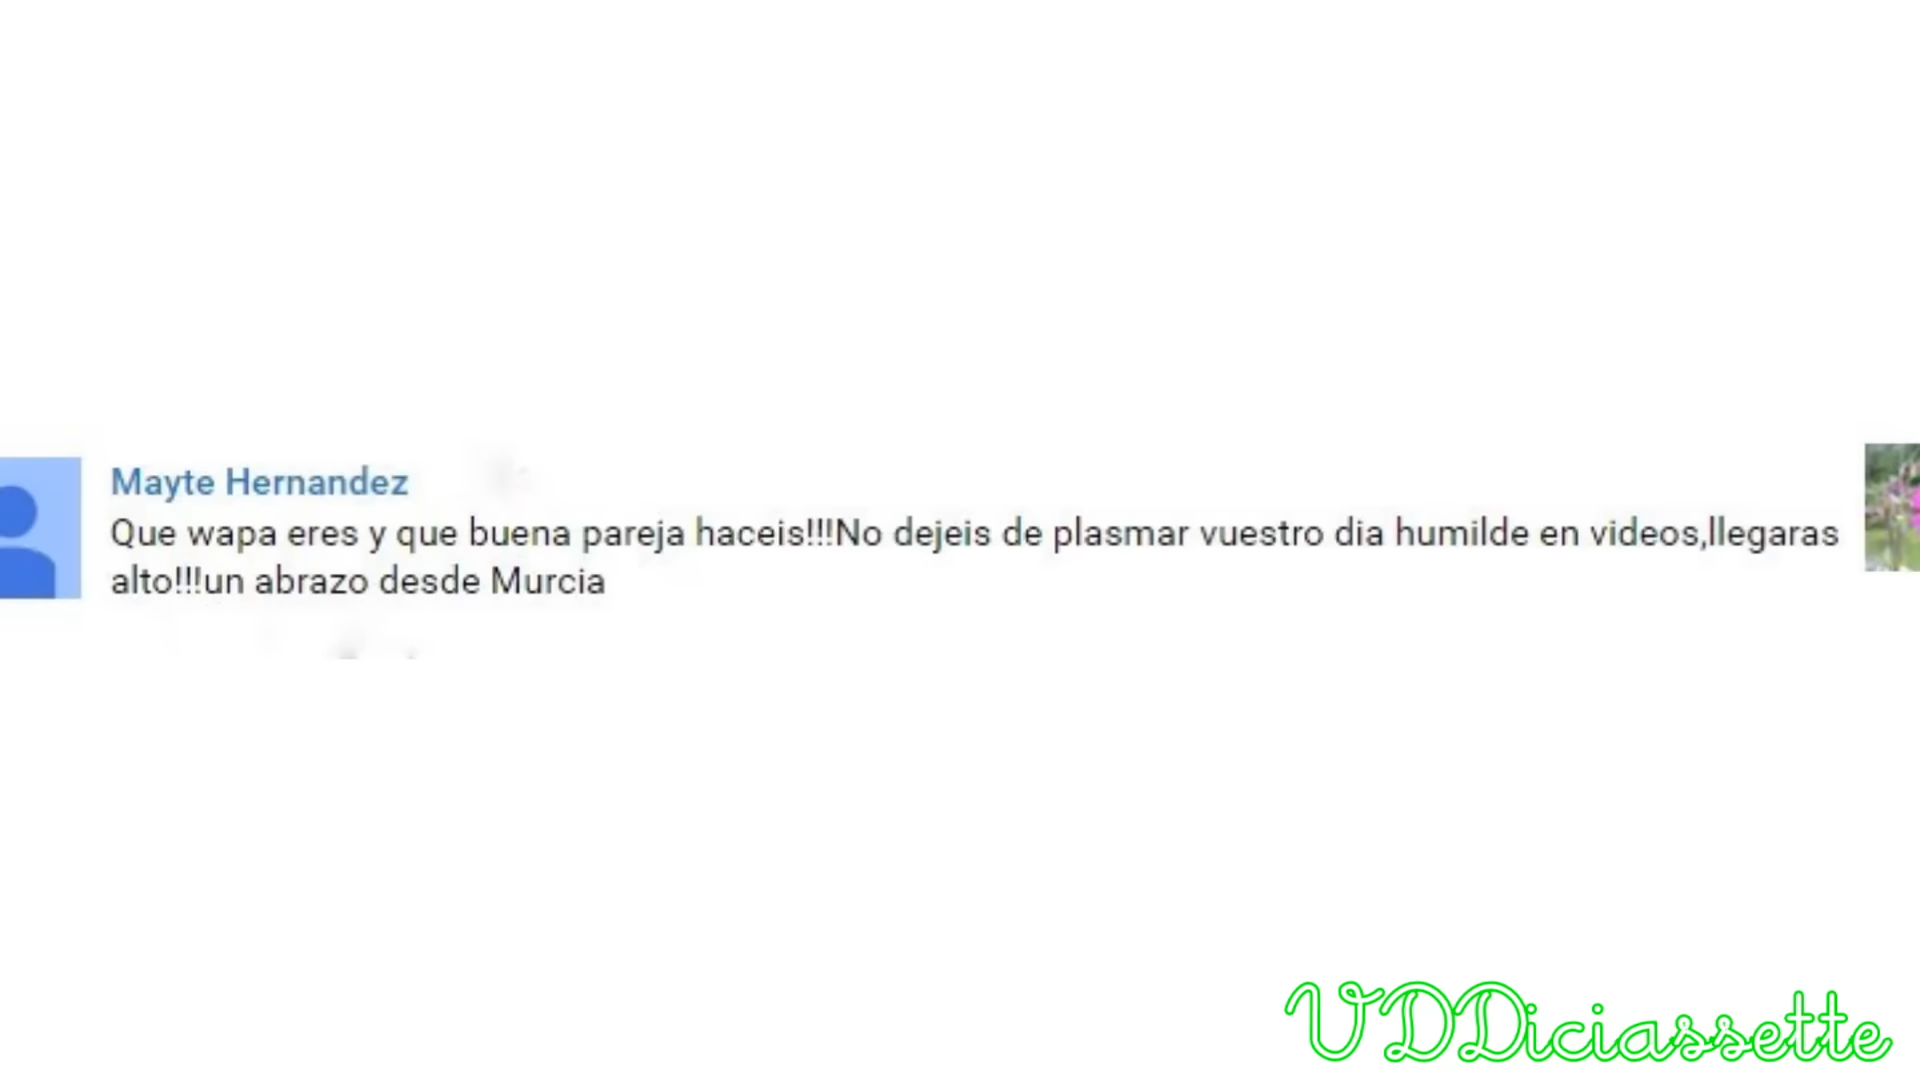 Mayte Hernandez
Que wapa eres y que buena pareja haceis!!!No dejeis de plasmar vuestro dia humilde en videos,llegaras
alto!!!un abrazo desde Murcia
VDDiciassette